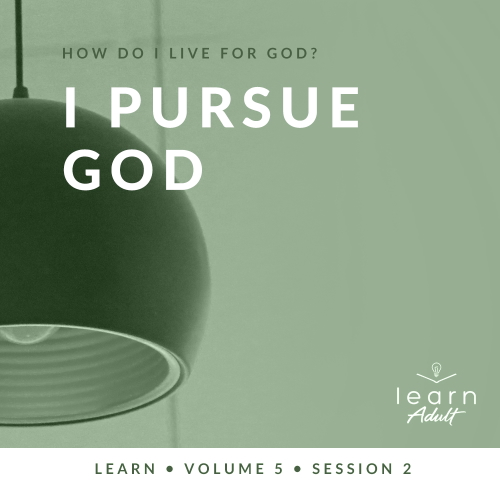 HOW DO I LIVE FOR GOD?
I PURSUE
GOD
learn
Adult
LEARN • VOLUME 5 • SESSION 2